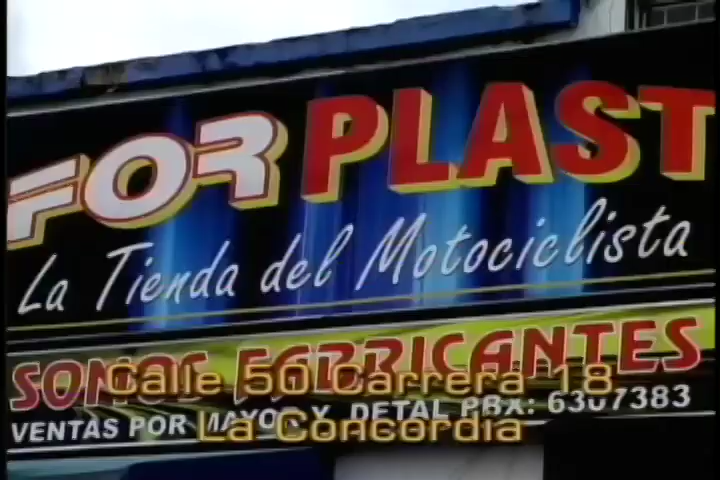 FOR PLAST
La Tienda del Motociclista
SOMOS FABRICANTES
VENTAS POR MAYOR Y DETAL PBX: 6307383
Calle 50 Carrera 18
La Concordia